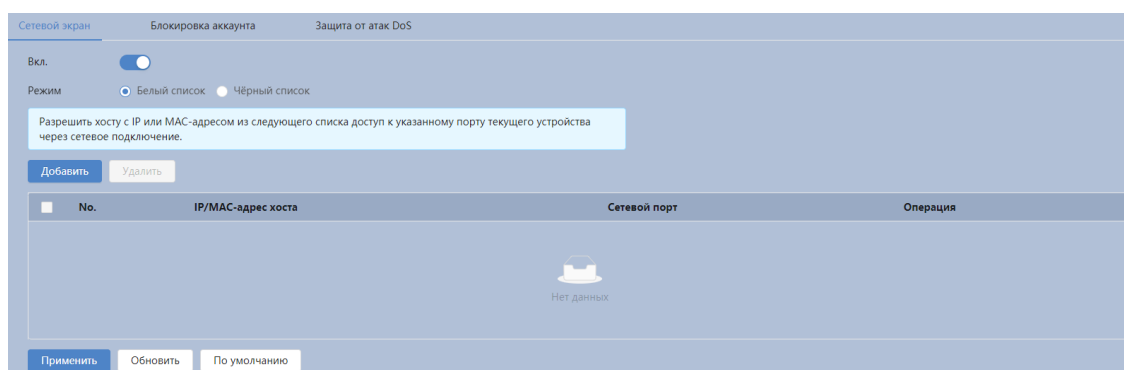 Сетевой экран Блокировка аккаунта Защита от атак DoS
Вкл.
Режим Белый список Чёрный список
Разрешить хосту с IP или MAC-адресом из следующего списка доступ к указанному порту текущего устройства
через сетевое подключение.
Добавить Удалить
No. IP/MAC-адрес хоста Сетевой порт Операция
Нет данных
Применить Обновить По умолчанию